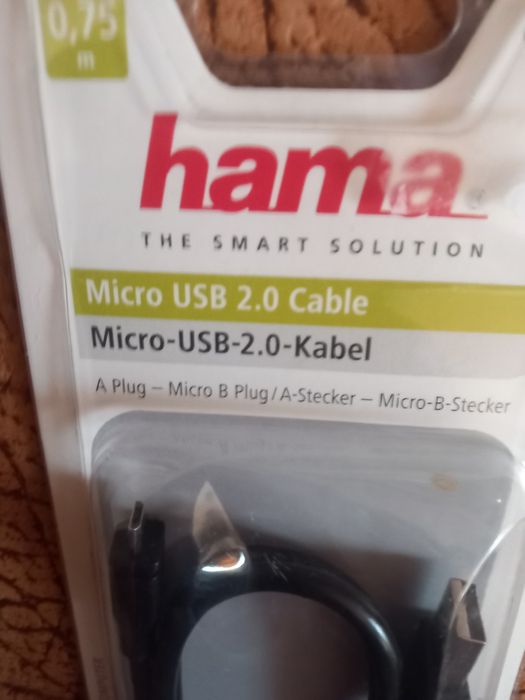 0,75
m
hama
THE SMART SOLUTION
Micro USB 2.0 Cable
Micro-USB-2.0-Kabel
A Plug – Micro B Plug/A-Stecker – Micro-B-Stecker